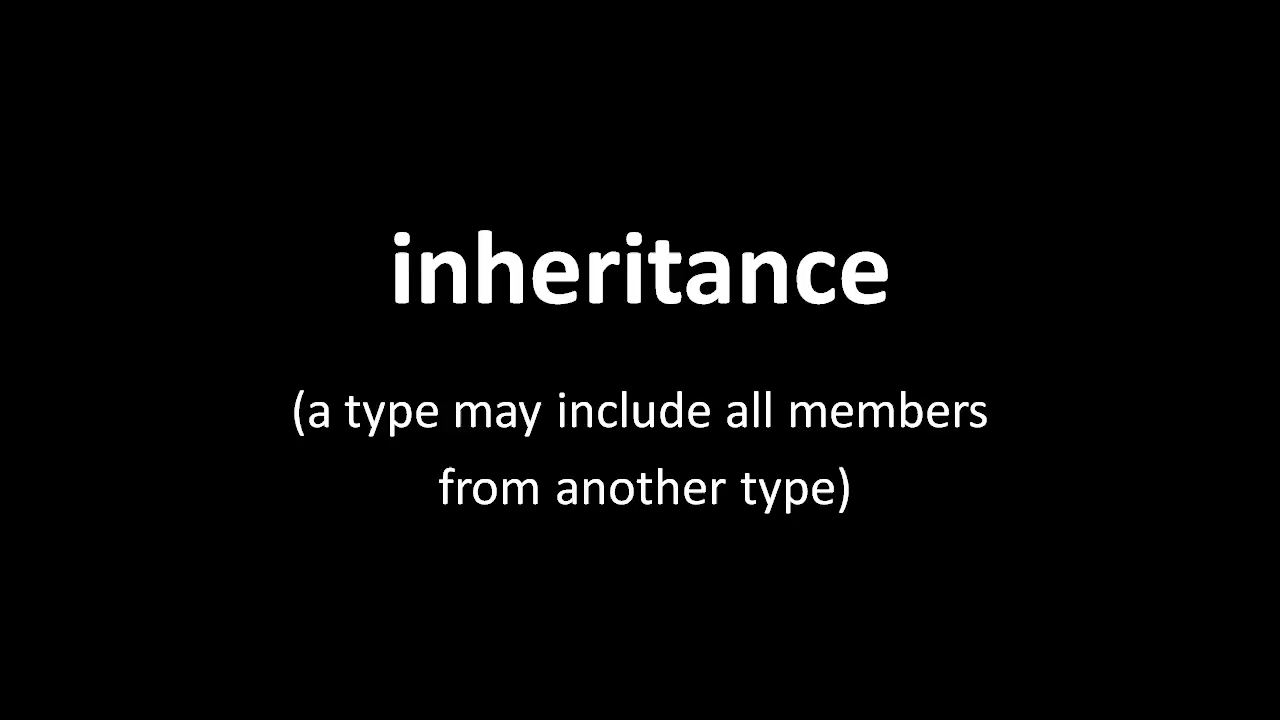 inheritance
(a type may include all members
from another type)